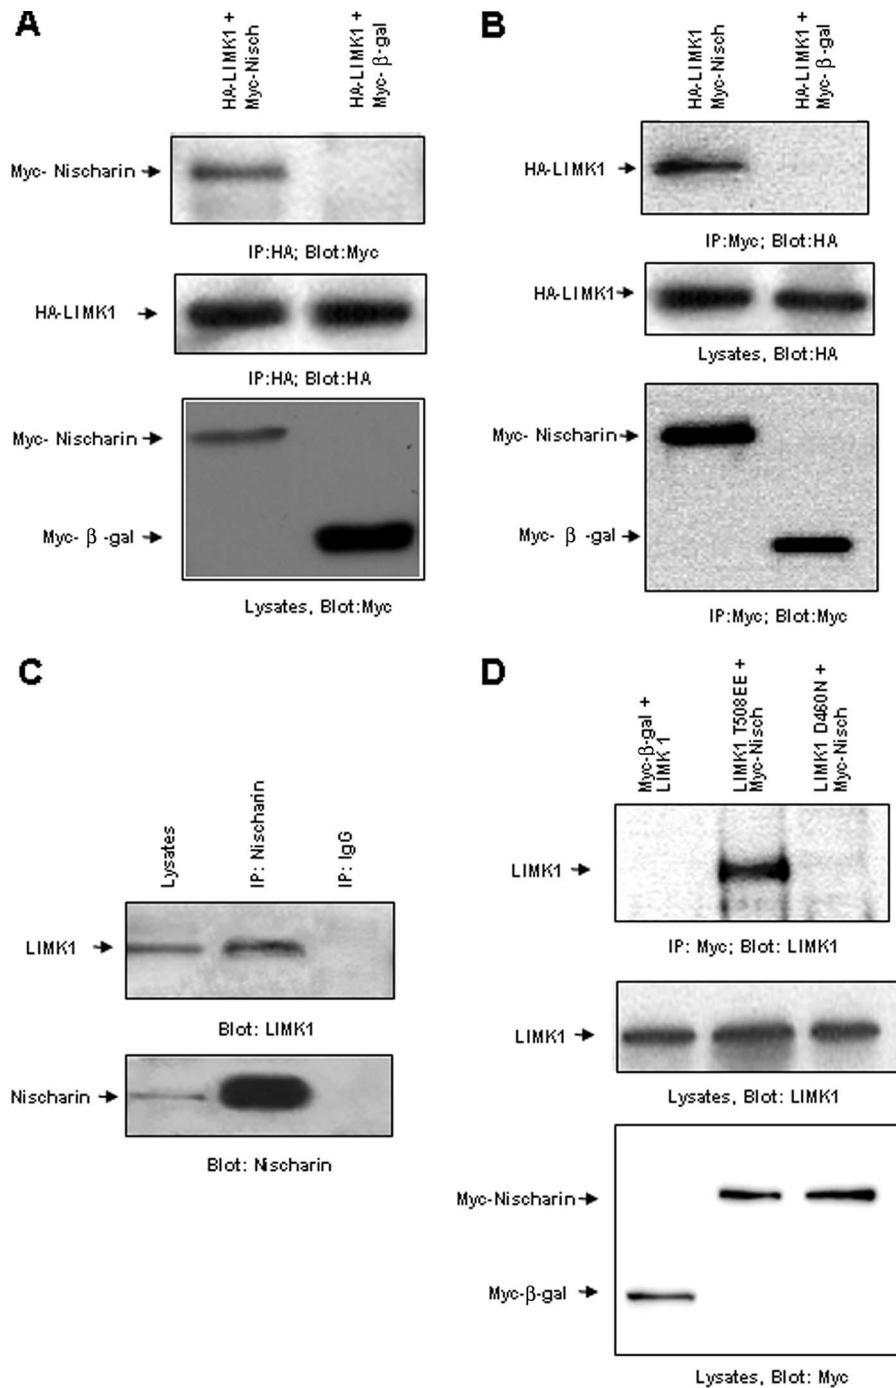 A
HA-LIMK1 +
Myc-Nisch
HA-LIMK1 +
Myc- β-gal
Myc- Nischarin
IP:HA; Blot:Myc
HA-LIMK1
IP:HA; Blot:HA
Myc- Nischarin
Myc- β -gal
Lysates, Blot:Myc
B
HA-LIMK1
Myc-Nisch
HA-LIMK1 +
Myc- β-gal
HA-LIMK1
IP:Myc; Blot:HA
HA-LIMK1
Lysates, Blot:HA
Myc- Nischarin
Myc- β -gal
IP:Myc; Blot:Myc
C
Lysates
IP: Nischarin
IP: IgG
LIMK1
Blot: LIMK1
Nischarin
Blot: Nischarin
D
Myc-β-gal +
LIMK 1
LIMK1 T508EE +
Myc-Nisch
LIMK1 D460N +
Myc-Nisch
LIMK1
IP: Myc; Blot: LIMK1
LIMK1
Lysates, Blot: LIMK1
Myc-Nischarin
Myc-β-gal
Lysates, Blot: Myc